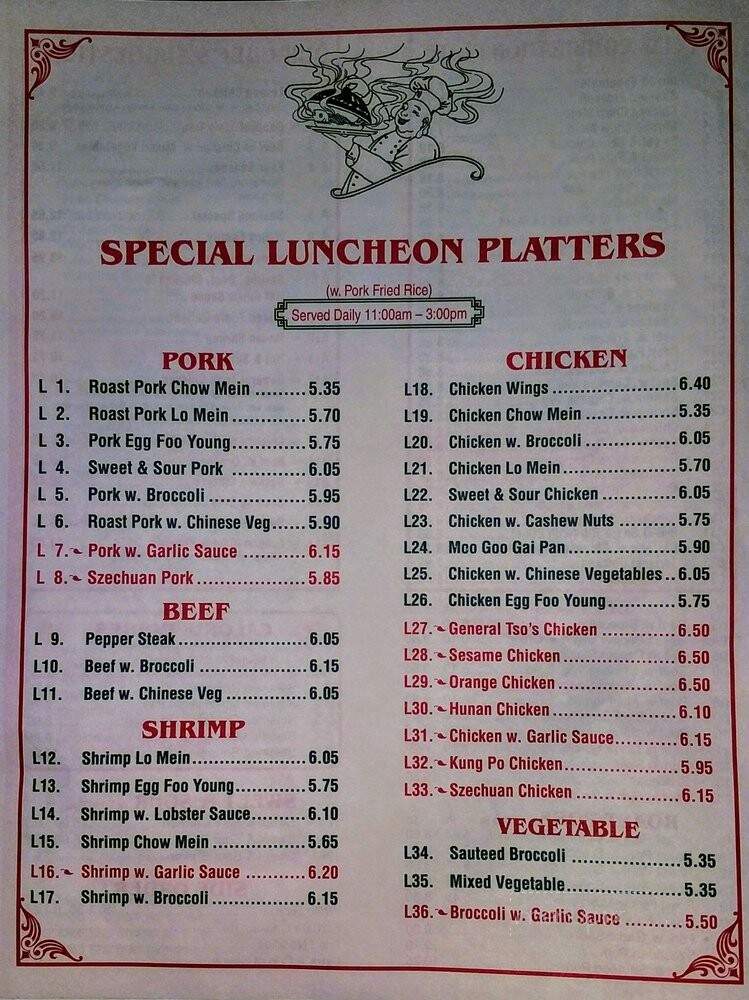 SPECIAL LUNCHEON PLATTERS
(w. Pork Fried Rice)
Served Daily 11:00am – 3:00pm
PORK
L 1. Roast Pork Chow Mein .........5.35
L 2. Roast Pork Lo Mein .............5.70
L 3. Pork Egg Foo Young.............5.75
L 4. Sweet & Sour Pork .............6.05
L 5. Pork w. Broccoli .................5.95
L 6. Roast Pork w. Chinese Veg......5.90
L 7. Pork w. Garlic Sauce ............6.15
L 8. Szechuan Pork...................5.85
BEEF
L 9. Pepper Steak......................6.05
L10. Beef w. Broccoli ..................6.15
L11. Beef w. Chinese Veg ..............6.05
SHRIMP
L12. Shrimp Lo Mein....................6.05
L13. Shrimp Egg Foo Young............5.75
L14. Shrimp w. Lobster Sauce.........6.10
L15. Shrimp Chow Mein ................5.65
L16. Shrimp w. Garlic Sauce ..........6.20
L17. Shrimp w. Broccoli ................6.15
CHICKEN
L18. Chicken Wings ......................6.40
L19. Chicken Chow Mein ................5.35
L20. Chicken w. Broccoli ................6.05
L21. Chicken Lo Mein....................5.70
L22. Sweet & Sour Chicken .............6.05
L23. Chicken w. Cashew Nuts ..........5.75
L24. Moo Goo Gai Pan...................5.90
L25. Chicken w. Chinese Vegetables..6.05
L26. Chicken Egg Foo Young............5.75
L27. General Tso's Chicken .............6.50
L28. Sesame Chicken ....................6.50
L29. Orange Chicken .....................6.50
L30. Hunan Chicken ......................6.10
L31. Chicken w. Garlic Sauce...........6.15
L32. Kung Po Chicken....................5.95
L33. Szechuan Chicken ..................6.15
VEGETABLE
L34. Sauteed Broccoli ...................5.35
L35. Mixed Vegetable....................5.35
L36. Broccoli w. Garlic Sauce ..........5.50